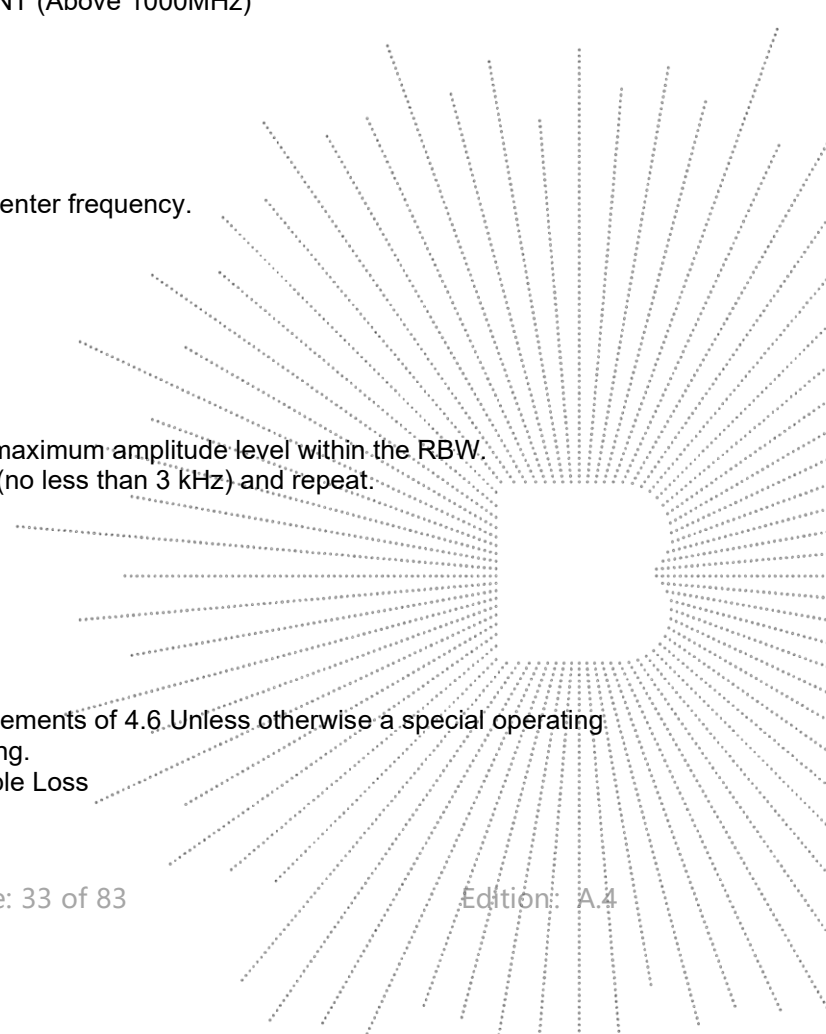 NT (Above 1000MHz)
enter frequency.
maximum amplitude level within the RBW.
(no less than 3 kHz) and repeat.
ements of 4.6 Unless otherwise a special operating
ng.
ble Loss
e: 33 of 83 Edition: A.4